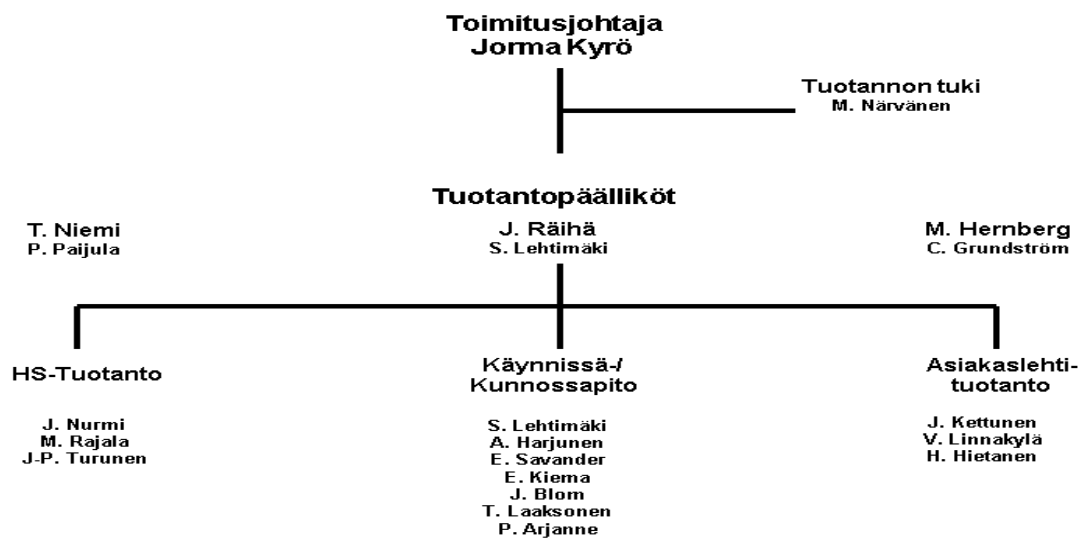 Toimitusjohtaja
Jorma Kyrö
Tuotannon tuki
M. Närvänen
Tuotantopäälliköt
T. Niemi
P. Paijula
J. Räihä
S. Lehtimäki
M. Hernberg
C. Grundström
HS-Tuotanto
J. Nurmi
M. Rajala
J-P. Turunen
Käynnissä-/
Kunnossapito
S. Lehtimäki
A. Harjunen
E. Savander
E. Kiema
J. Blom
T. Laaksonen
P. Arjanne
Asiakaslehti-
tuotanto
J. Kettunen
V. Linnakylä
H. Hietanen